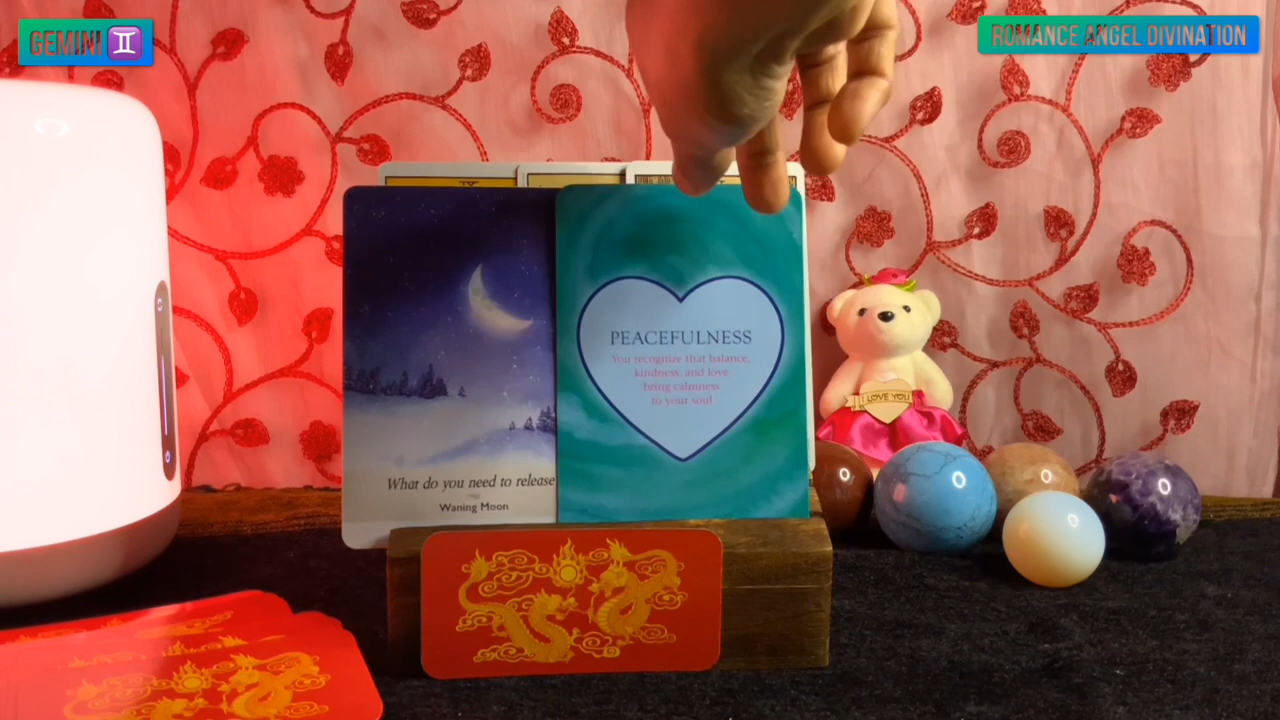 GEMINI ♊
ROMANCE ANGEL DIVINATION
PEACEFULNESS
You recognize that balance,
kindness, and love
bring calmness
to your soul
I LOVE YOU
What do you need to release
Waning Moon